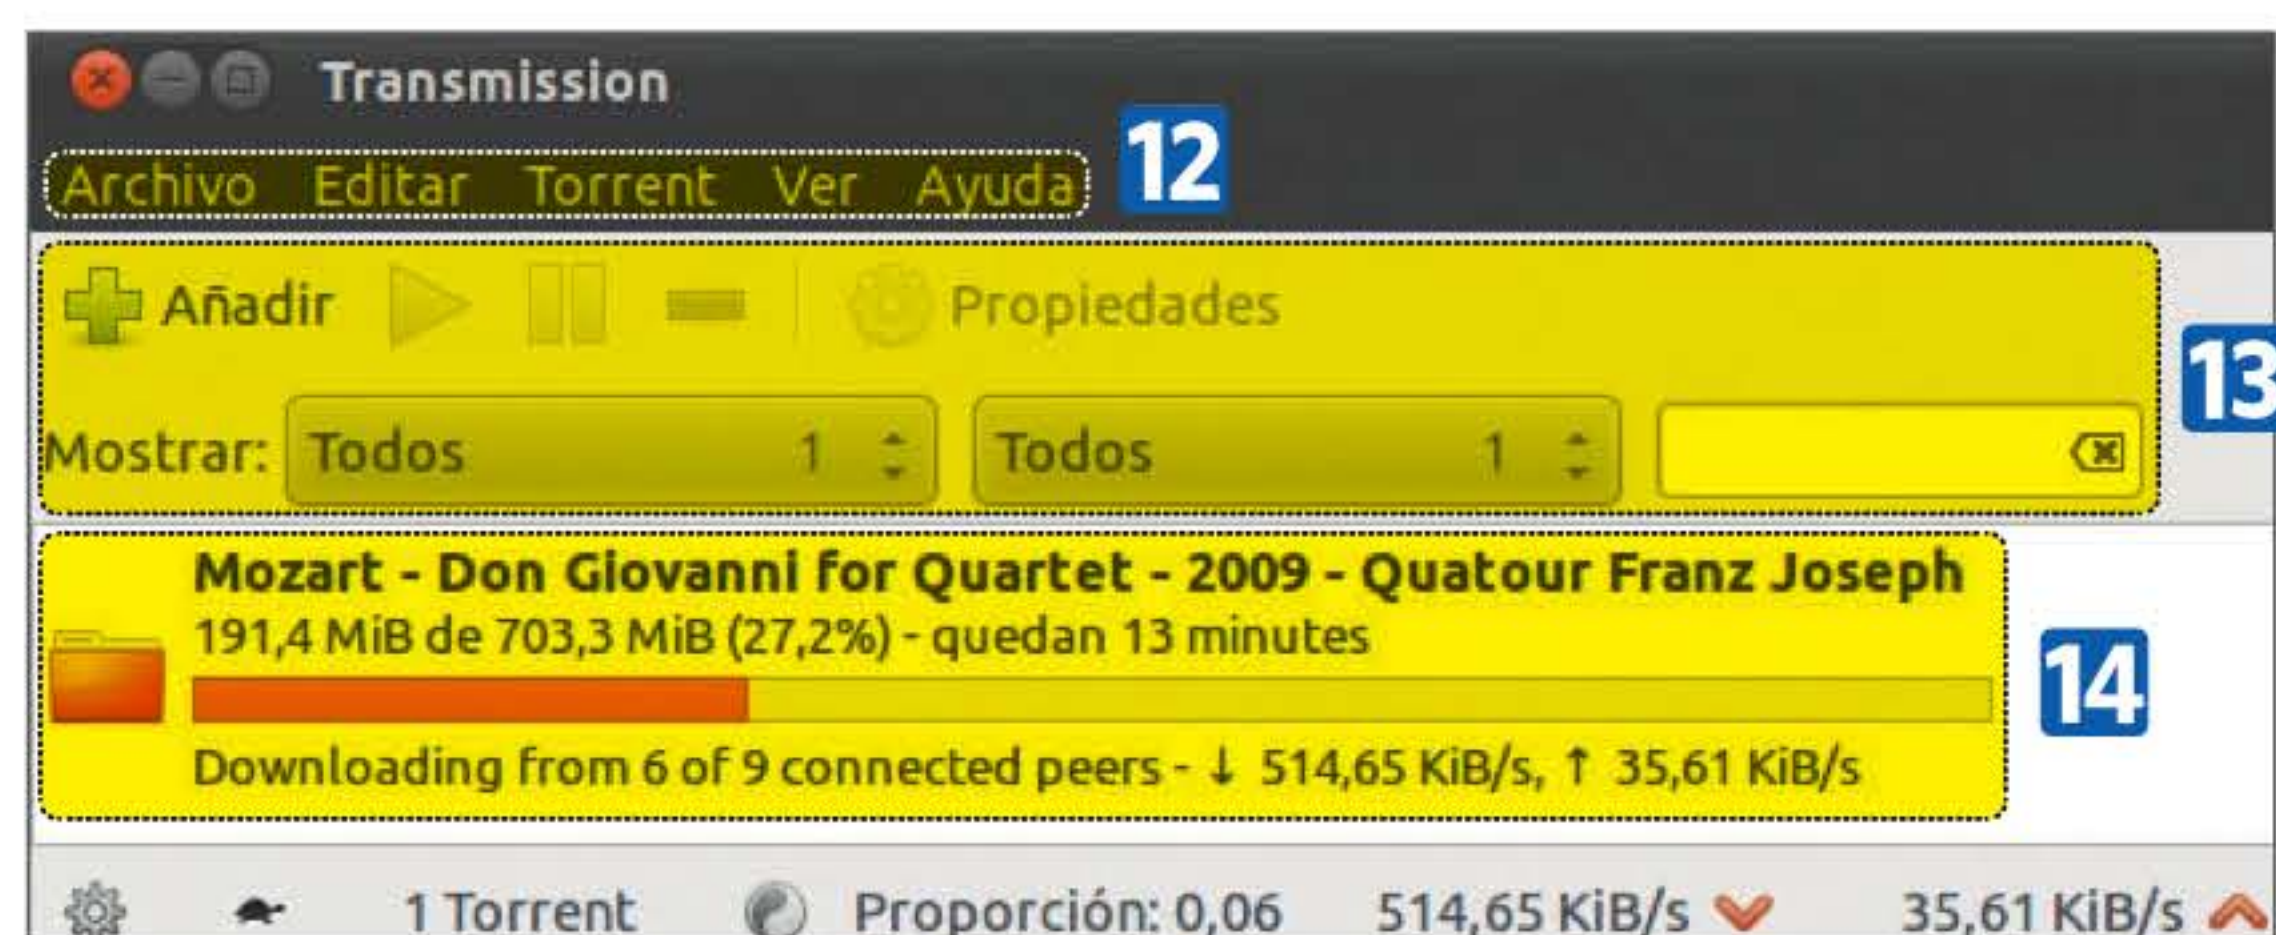 Transmission
12
Archivo Editar Torrent Ver Ayuda
Añadir Propiedades
13
Mostrar: Todos 1 Todos 1
Mozart - Don Giovanni for Quartet - 2009 - Quatour Franz Joseph
191,4 MiB de 703,3 MiB (27,2%) - quedan 13 minutes
14
Downloading from 6 of 9 connected peers - ↓ 514,65 KiB/s, ↑ 35,61 KiB/s
1 Torrent Proporción: 0,06 514,65 KiB/s 35,61 KiB/s